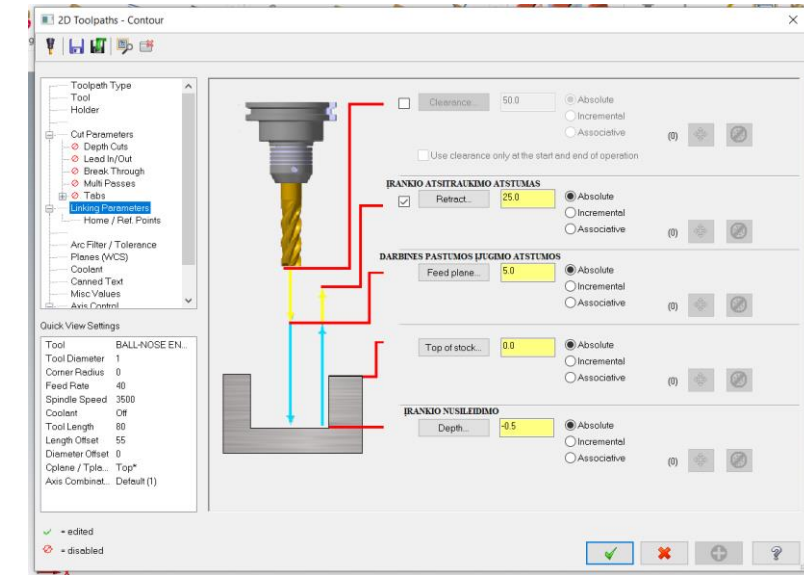 2D Toolpaths - Contour
Toolpath Type
Tool
Holder
Cut Parameters
Depth Cuts
Lead In/Out
Break Through
Multi Passes
Tabs
Linking Parameters
Home / Ref. Points
Arc Filter / Tolerance
Planes (WCS)
Coolant
Canned Text
Misc Values
Axis Control
Quick View Settings
Tool BALL-NOSE EN...
Tool Diameter 1
Corner Radius 0
Feed Rate 40
Spindle Speed 3500
Coolant Off
Tool Length 80
Length Offset 55
Diameter Offset 0
Cplane / Tpla... Top*
Axis Combinat... Default (1)
= edited
= disabled
Clearance... 50.0 Absolute
Incremental
Associative (0)
Use clearance only at the start and end of operation
ĮRANKIO ATSITRAUKIMO ATSTUMAS
Retract... 25.0 Absolute
Incremental
Associative (0)
DARBINES PASTUMOS ĮJUGIMO ATSTUMOS
Feed plane... 5.0 Absolute
Incremental
Associative (0)
Top of stock... 0.0 Absolute
Incremental
Associative (0)
ĮRANKIO NUSILEIDIMO
Depth... -0.5 Absolute
Incremental
Associative (0)